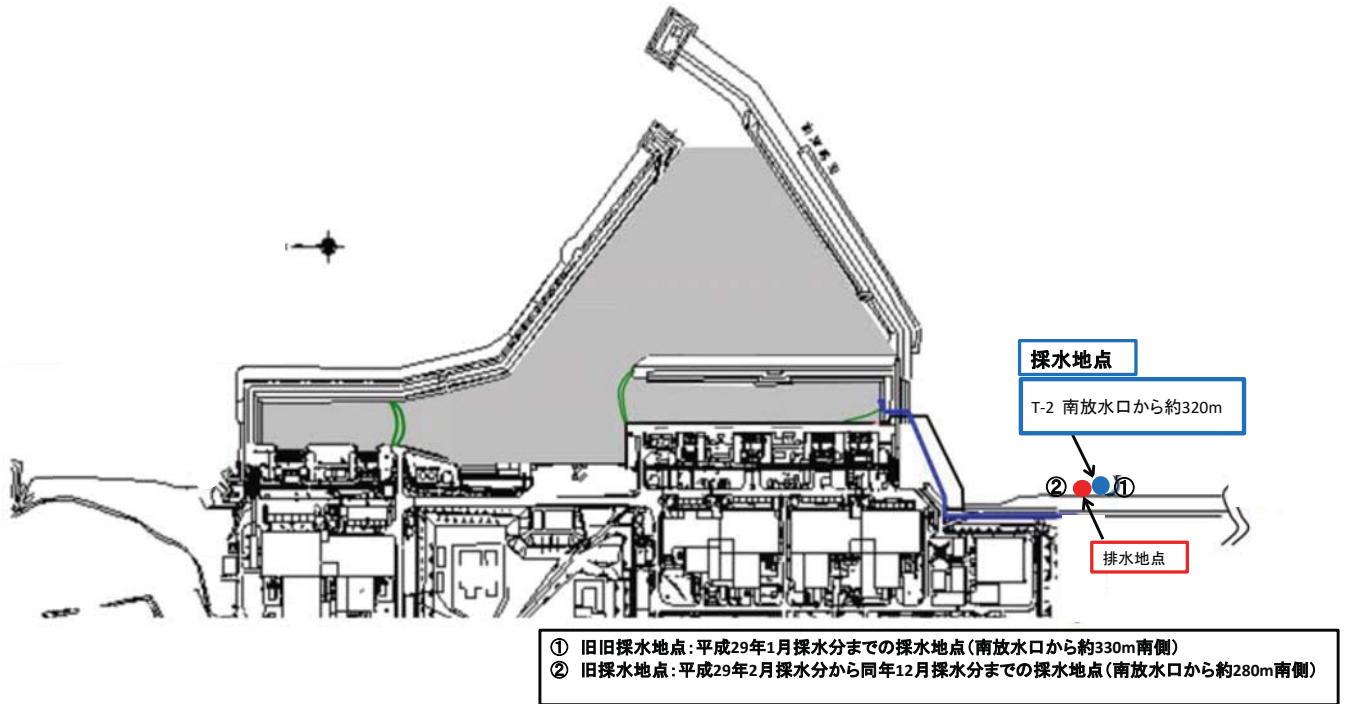 採水地点
T-2 南放水口から約320m
②
①
排水地点
① 旧旧採水地点:平成29年1月採水分までの採水地点(南放水口から約330m南側)
② 旧採水地点:平成29年2月採水分から同年12月採水分までの採水地点(南放水口から約280m南側)